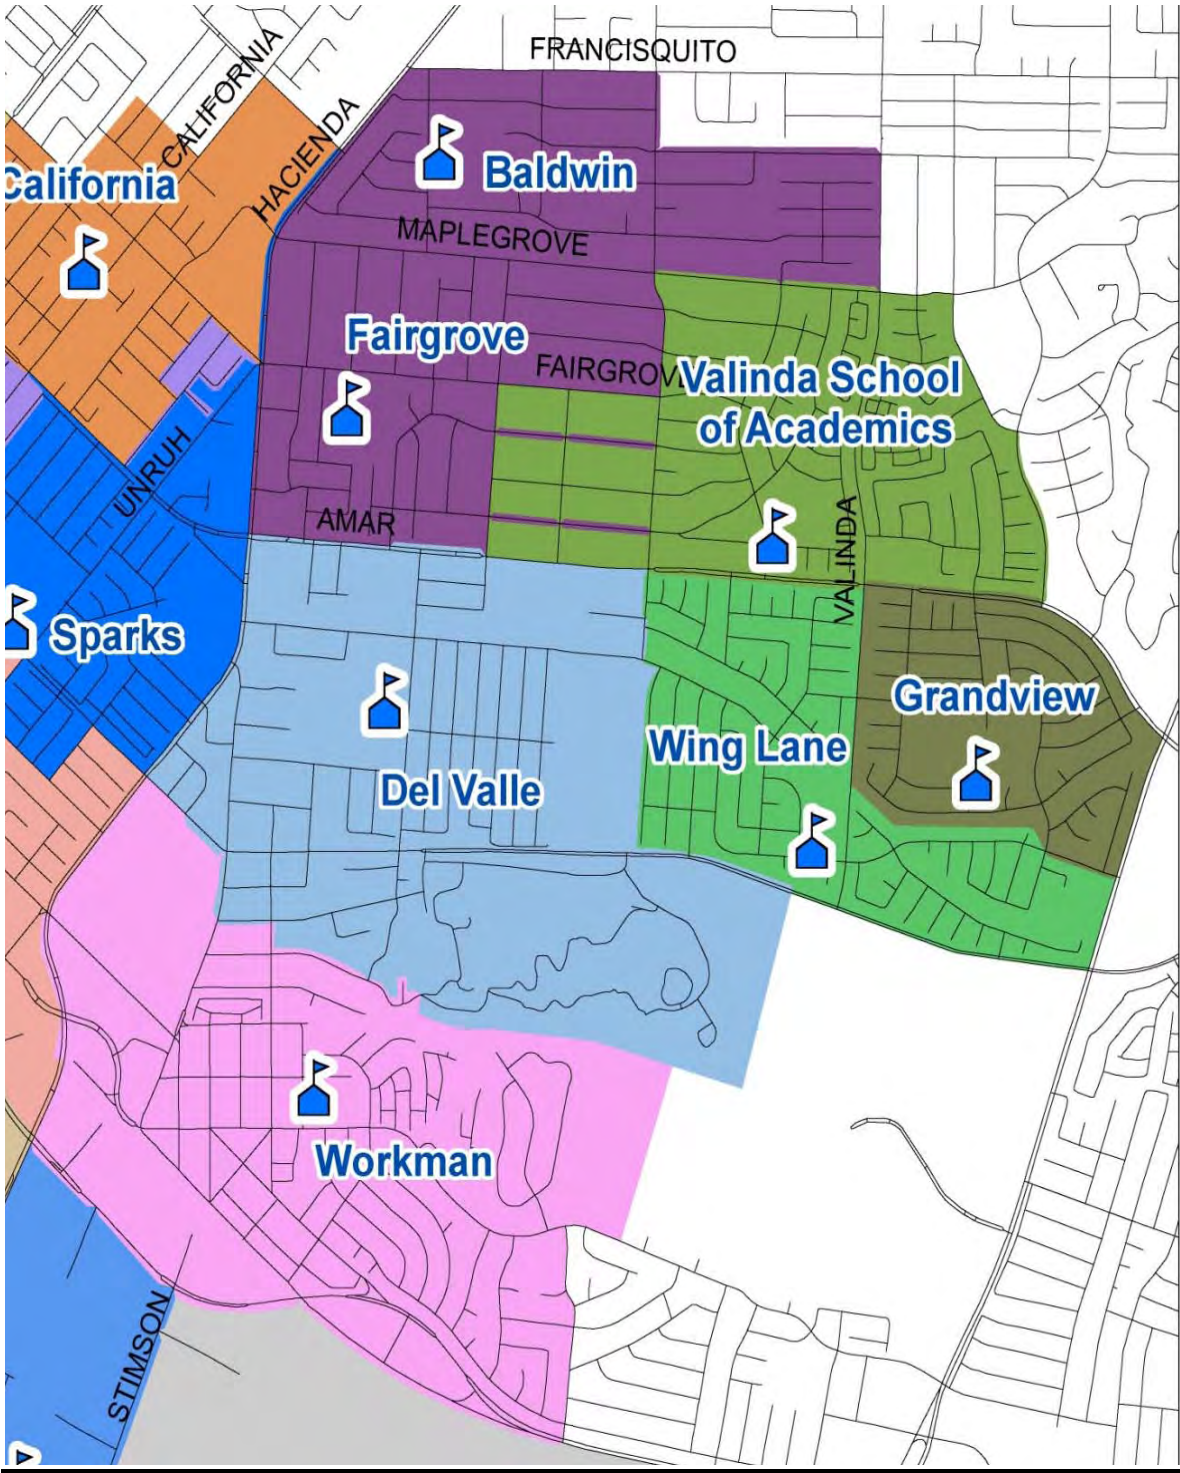 FRANCISQUITO
CALIFORNIA
HACIENDA
Baldwin
California
MAPLEGROVE
Fairgrove
FAIRGROVE
Valinda School
of Academics
UNRUH
AMAR
VALINDA
Sparks
Grandview
Wing Lane
Del Valle
Workman
STIMSON